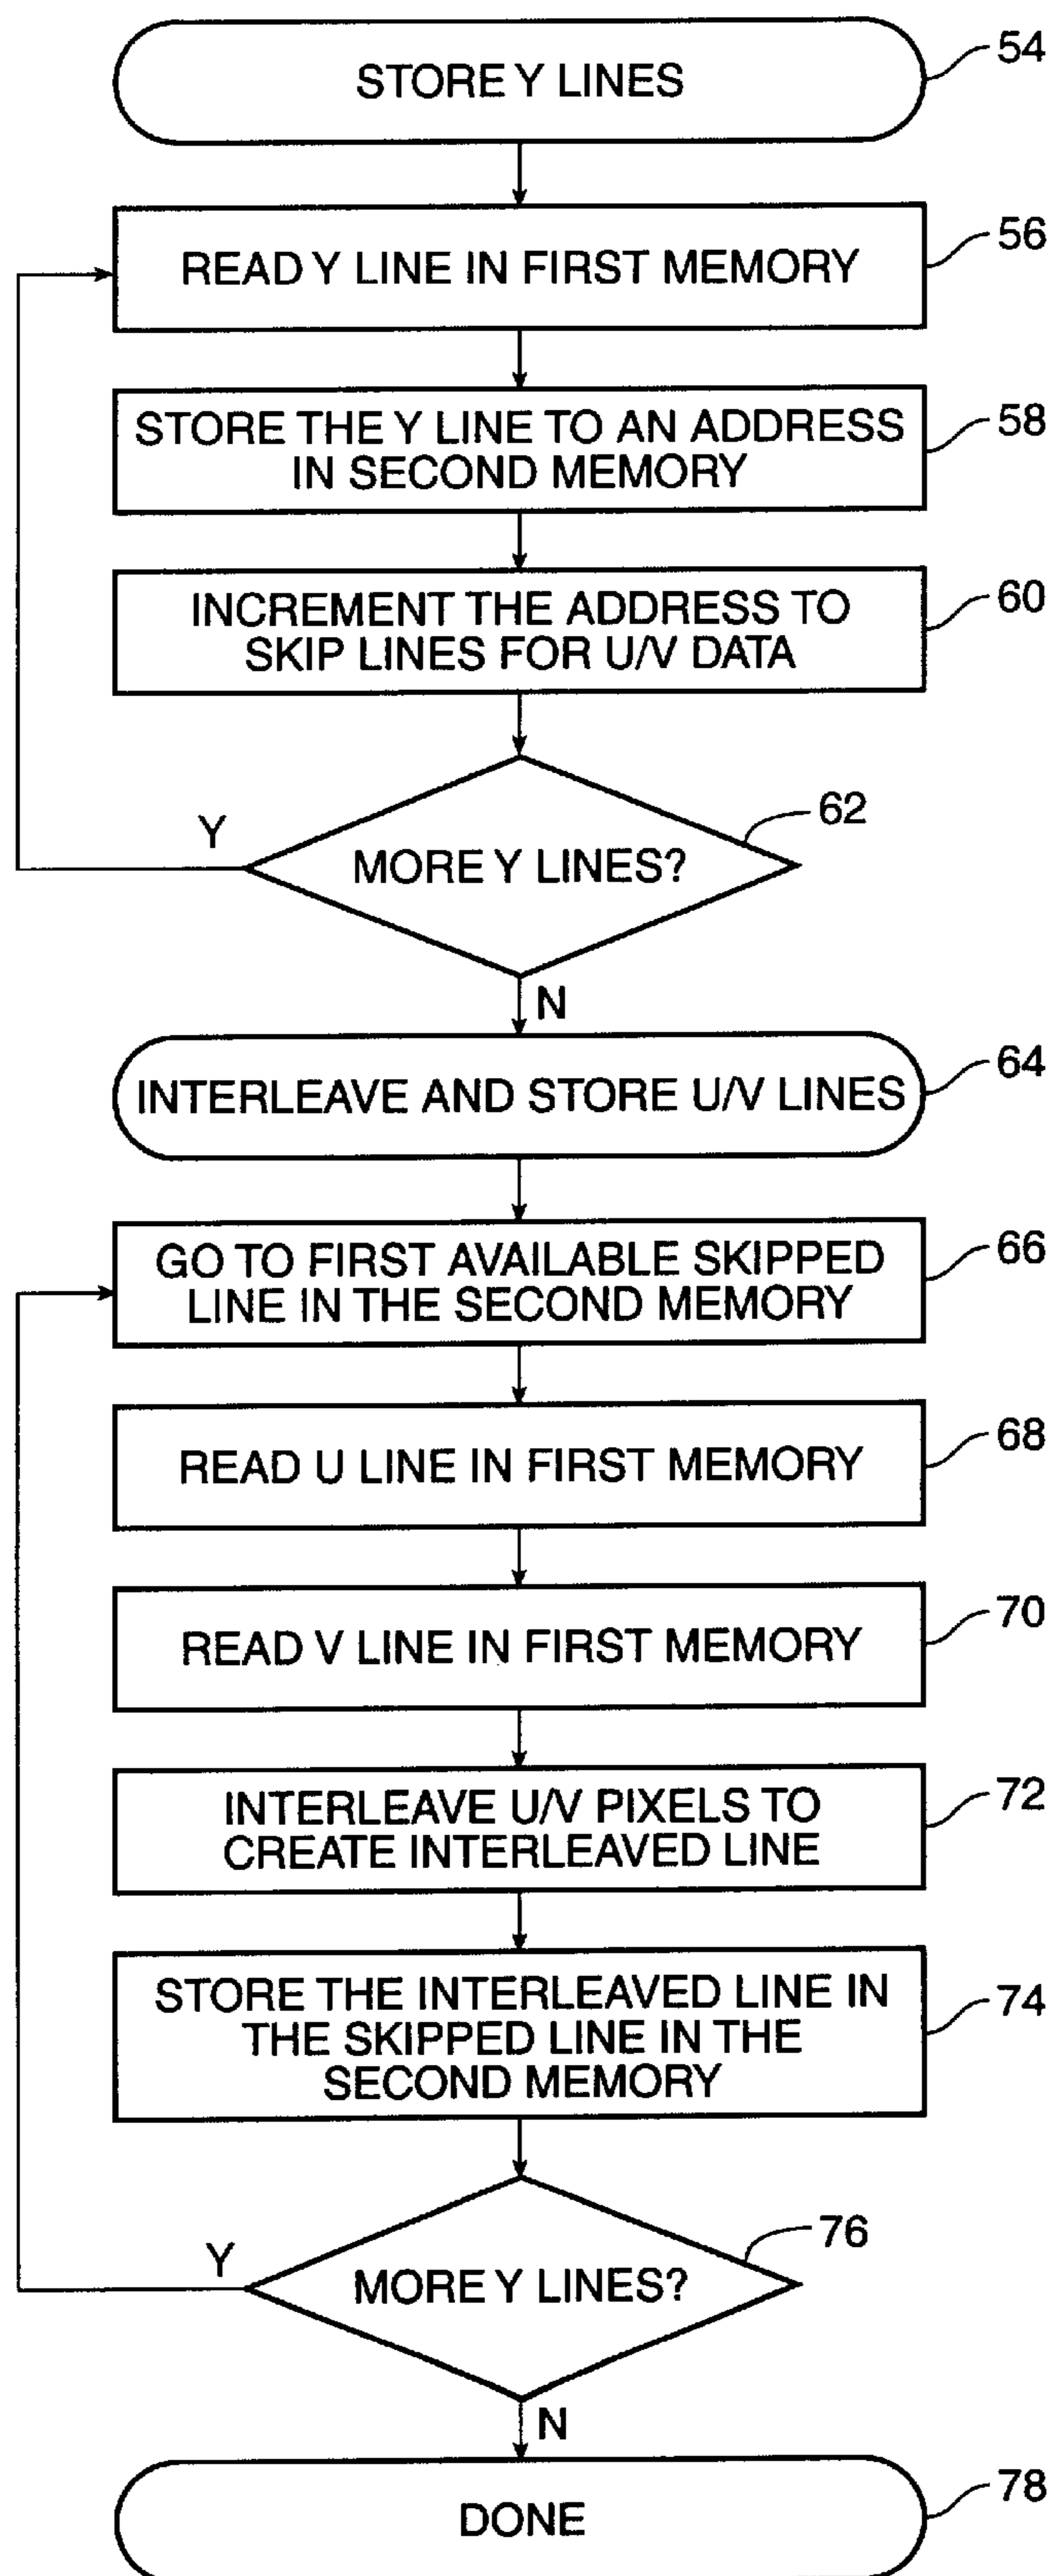 STORE Y LINES
54
READ Y LINE IN FIRST MEMORY
56
STORE THE Y LINE TO AN ADDRESS
IN SECOND MEMORY
58
INCREMENT THE ADDRESS TO
SKIP LINES FOR U/V DATA
60
62
Y
MORE Y LINES?
N
INTERLEAVE AND STORE U/V LINES
64
GO TO FIRST AVAILABLE SKIPPED
LINE IN THE SECOND MEMORY
66
READ U LINE IN FIRST MEMORY
68
READ V LINE IN FIRST MEMORY
70
INTERLEAVE U/V PIXELS TO
CREATE INTERLEAVED LINE
72
STORE THE INTERLEAVED LINE IN
THE SKIPPED LINE IN THE
SECOND MEMORY
74
76
Y
MORE Y LINES?
N
DONE
78